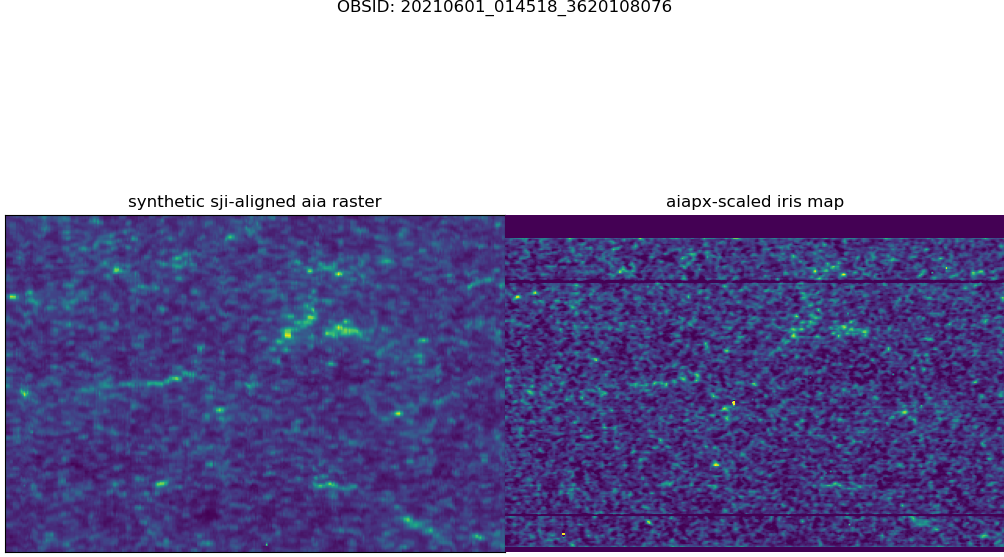 OBSID: 20210601_014518_3620108076
synthetic sji-aligned aia raster
aiapx-scaled iris map